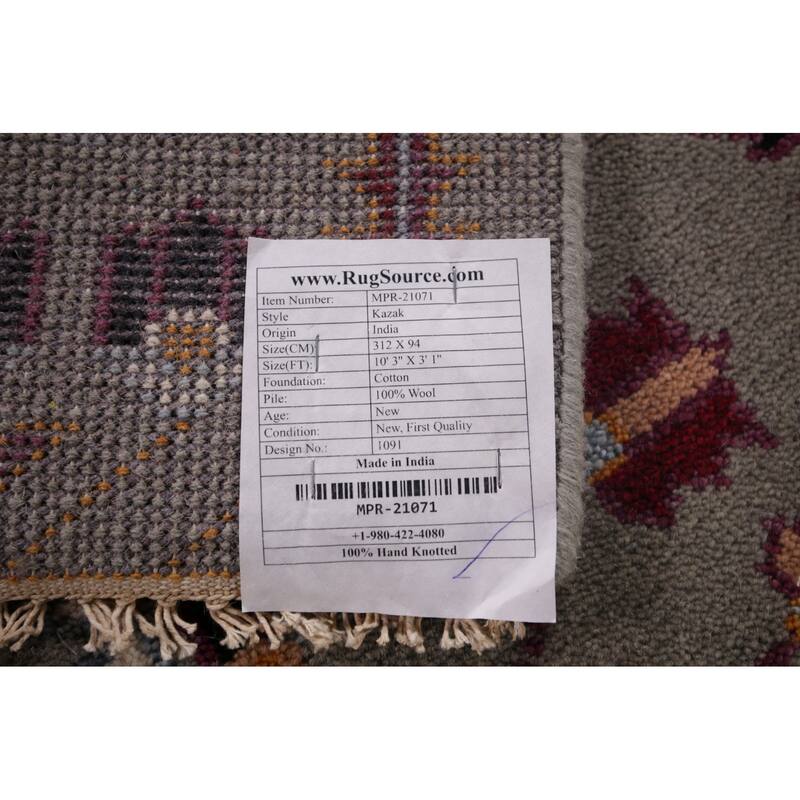 www.RugSource.com
Item Number: MPR-21071
Style Kazak
Origin India
Size(CM) 312 X 94
Size(FT): 10' 3" X 3' 1"
Foundation: Cotton
Pile: 100% Wool
Age: New
Condition: New, First Quality
Design No.: 1091
Made in India
MPR-21071
+1-980-422-4080
100% Hand Knotted